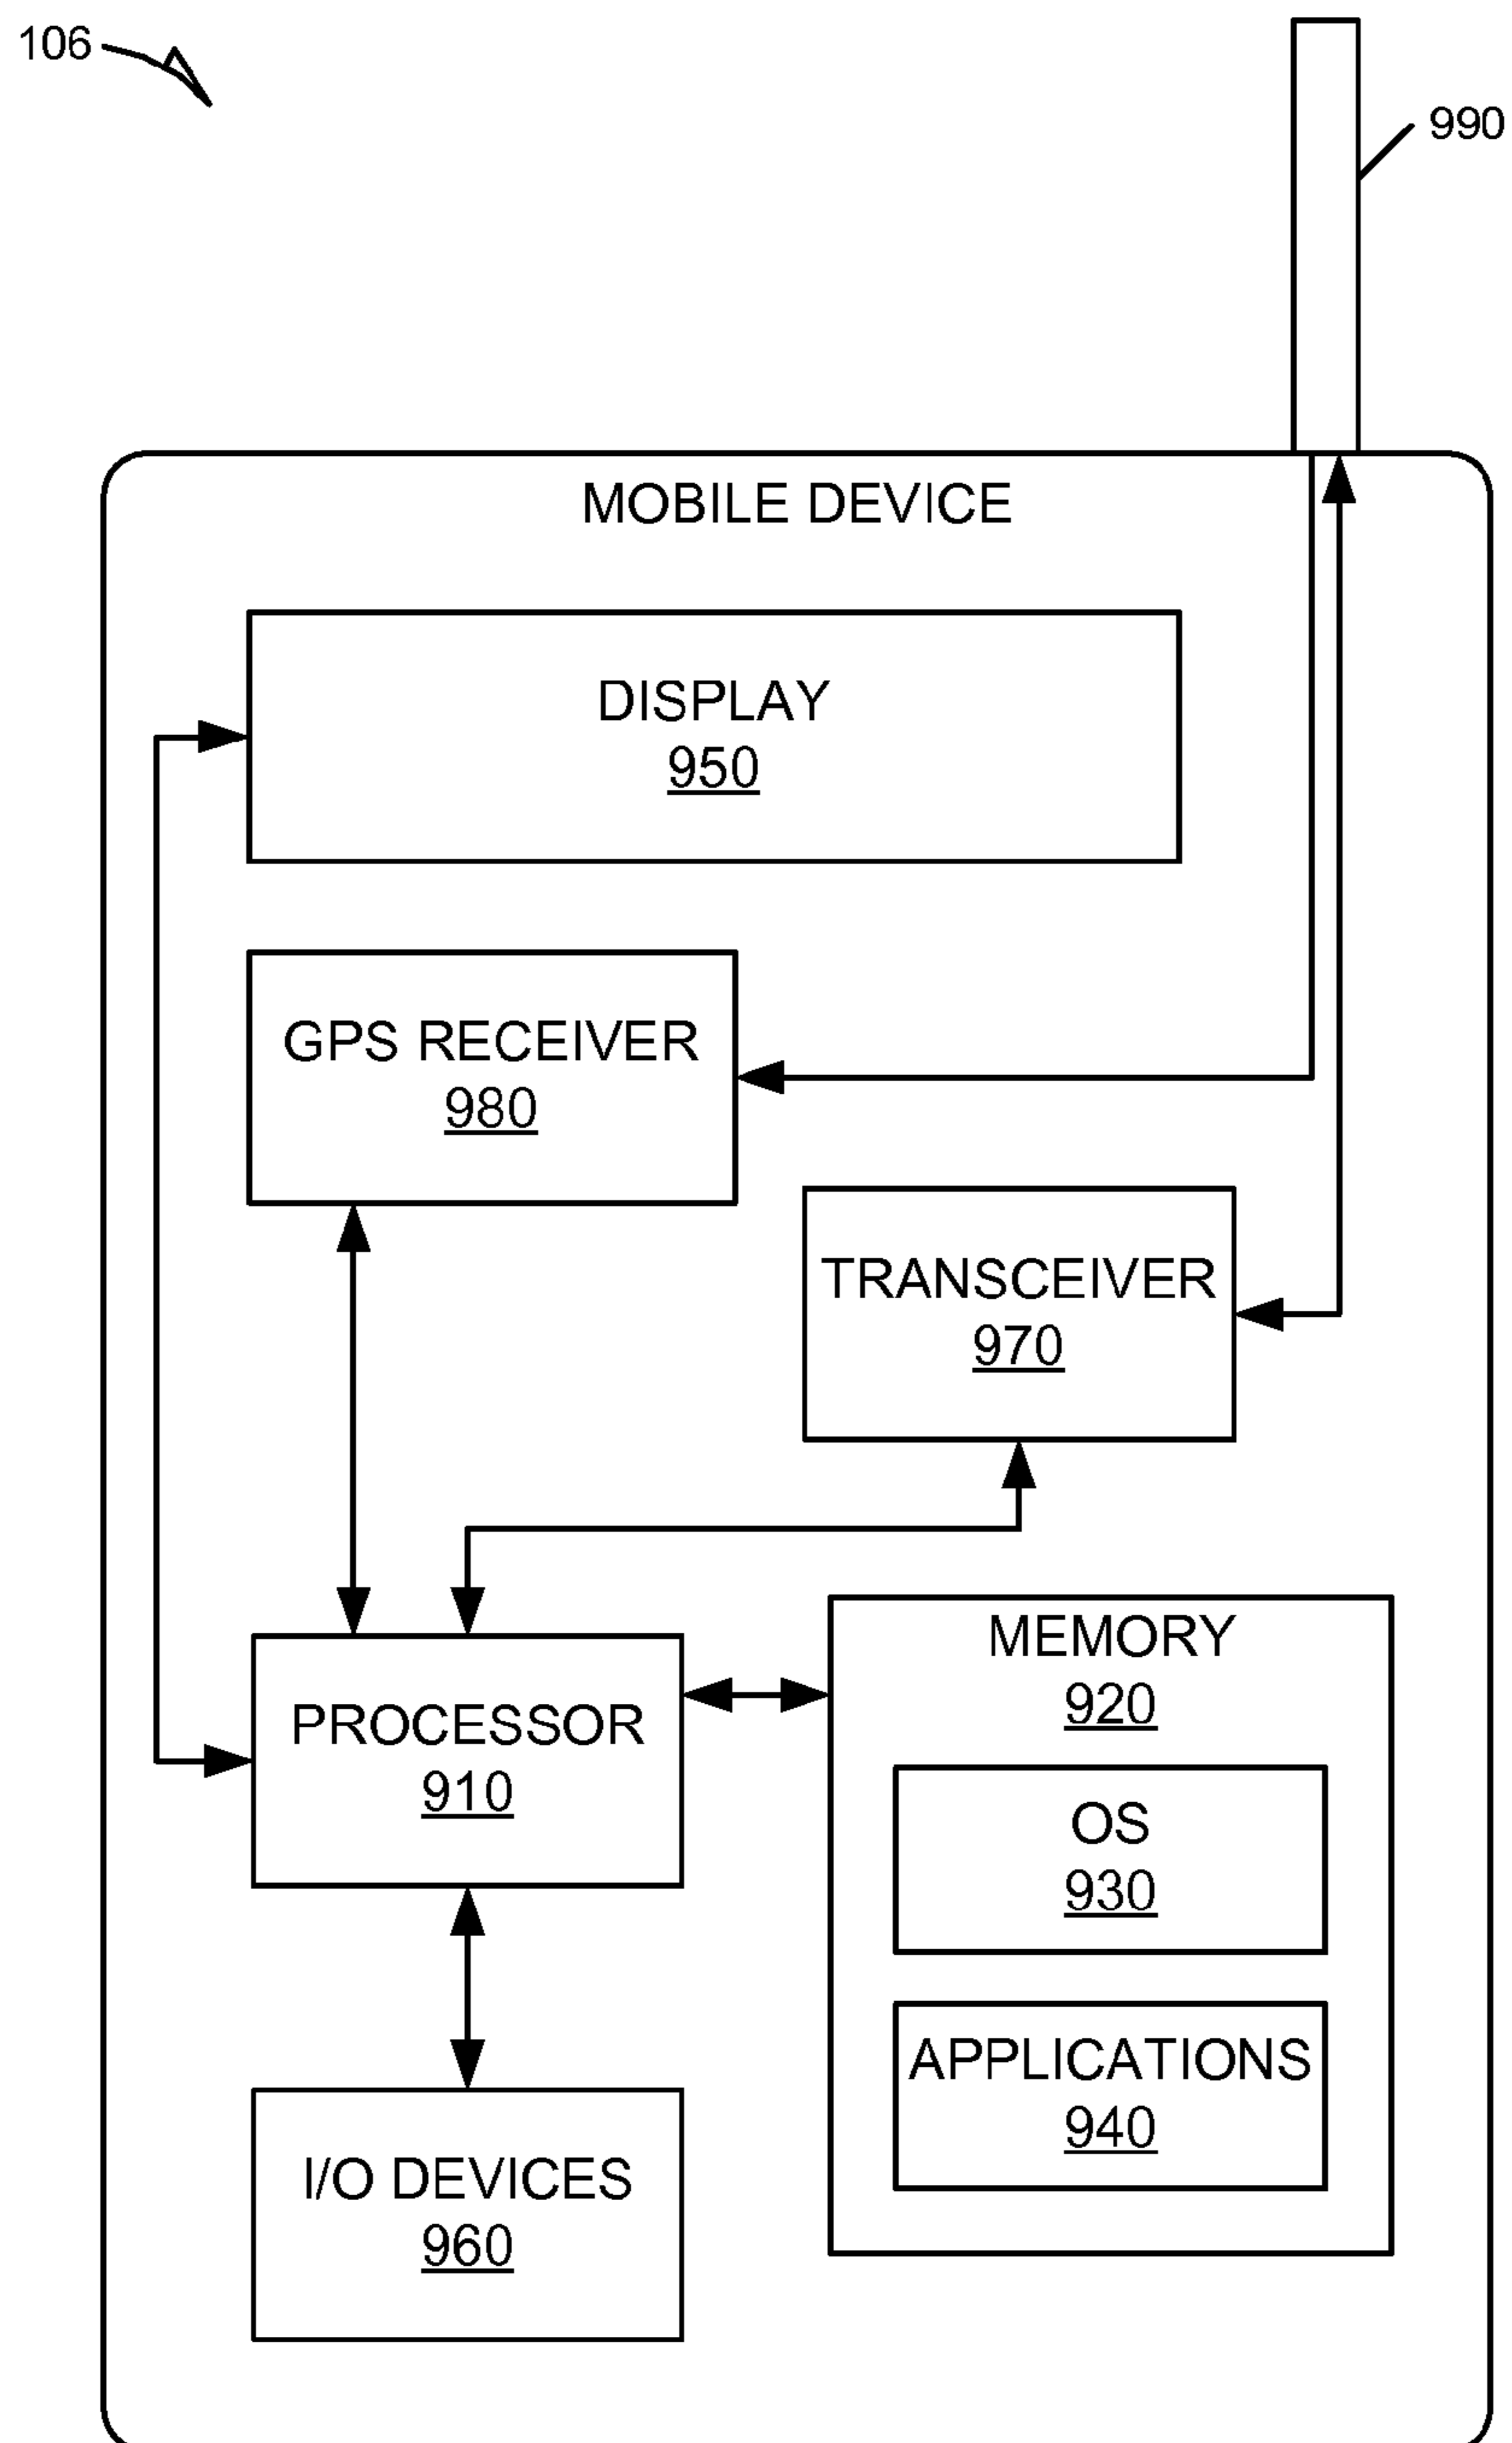 106
990
MOBILE DEVICE
DISPLAY
950
GPS RECEIVER
980
TRANSCEIVER
970
PROCESSOR
910
MEMORY
920
OS
930
APPLICATIONS
940
I/O DEVICES
960